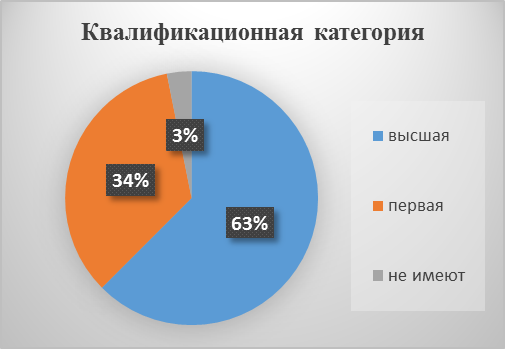 Квалификационная категория
3%
34%
63%
высшая
первая
не имеют